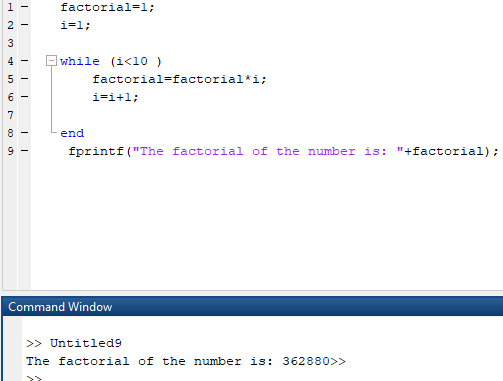 1 – factorial=1;
2 – i=1;
3
4 – while (i<10 )
5 – factorial=factorial*i;
6 – i=i+1;
7
8 – end
9 – fprintf("The factorial of the number is: "+factorial);
Command Window
>> Untitled9
The factorial of the number is: 362880>>
>>